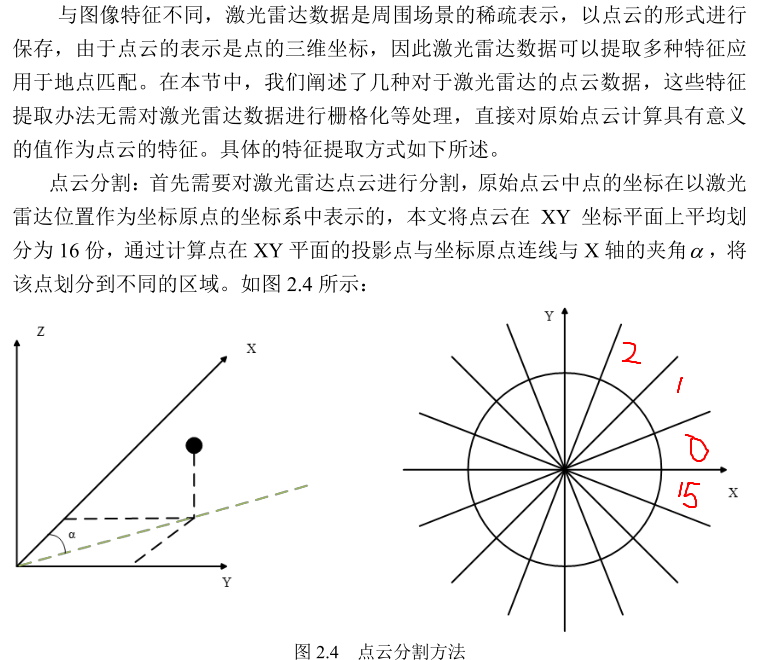 与图像特征不同，激光雷达数据是周围场景的稀疏表示，以点云的形式进行
保存，由于点云的表示是点的三维坐标，因此激光雷达数据可以提取多种特征应
用于地点匹配。在本节中，我们阐述了几种对于激光雷达的点云数据，这些特征
提取办法无需对激光雷达数据进行栅格化等处理，直接对原始点云计算具有意义
的值作为点云的特征。具体的特征提取方式如下所述。
点云分割：首先需要对激光雷达点云进行分割，原始点云中点的坐标在以激光
雷达位置作为坐标原点的坐标系中表示的，本文将点云在 XY 坐标平面上平均划
分为 16 份，通过计算点在 XY 平面的投影点与坐标原点连线与 X 轴的夹角α，将
该点划分到不同的区域。如图 2.4 所示：
Z
X
α
Y
Y
2
1
0
X
15
图 2.4 点云分割方法